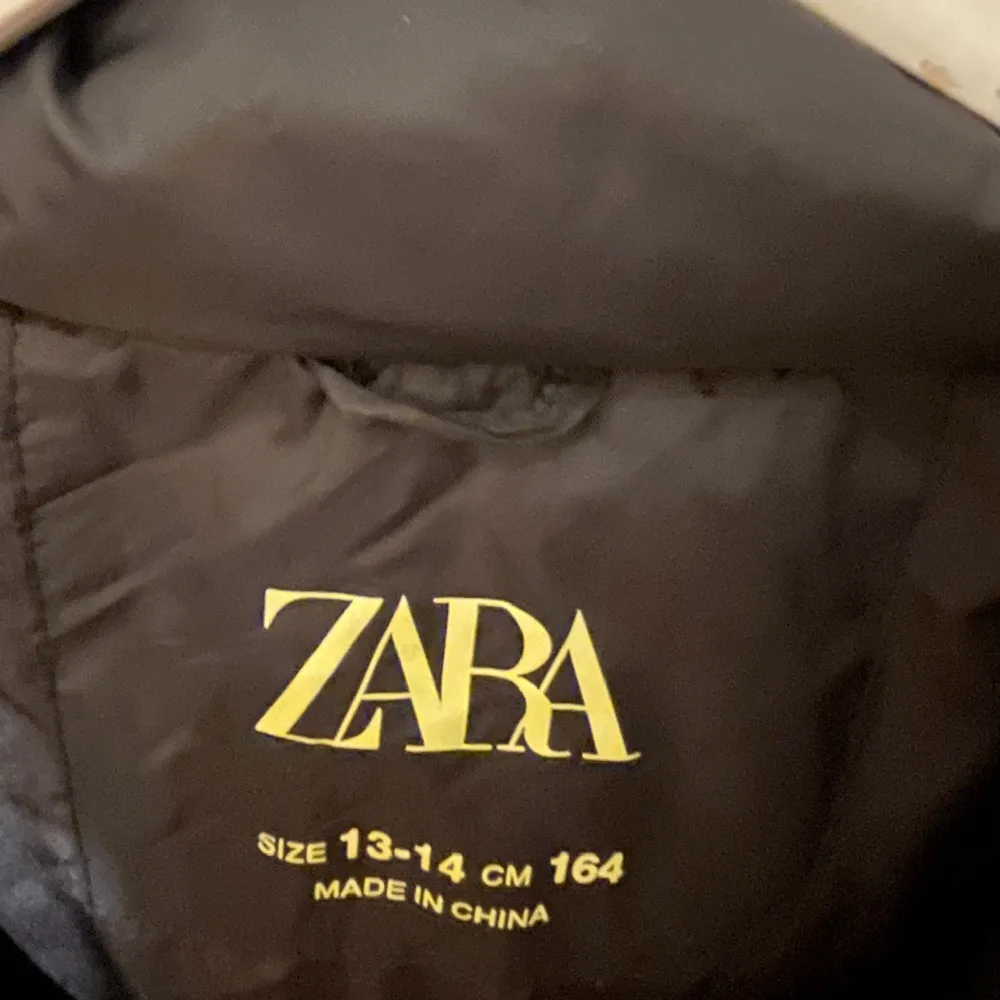 ZARA
SIZE 13-14 CM 164
MADE IN CHINA